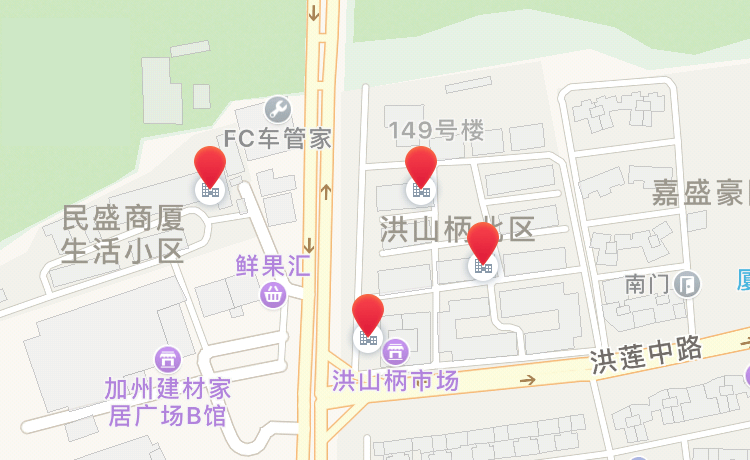 FC车管家
149号楼
民盛商厦
生活小区
洪山柄北区
嘉盛豪
鲜果汇
南门
厦
洪莲中路
加州建材家
居广场B馆
洪山柄市场